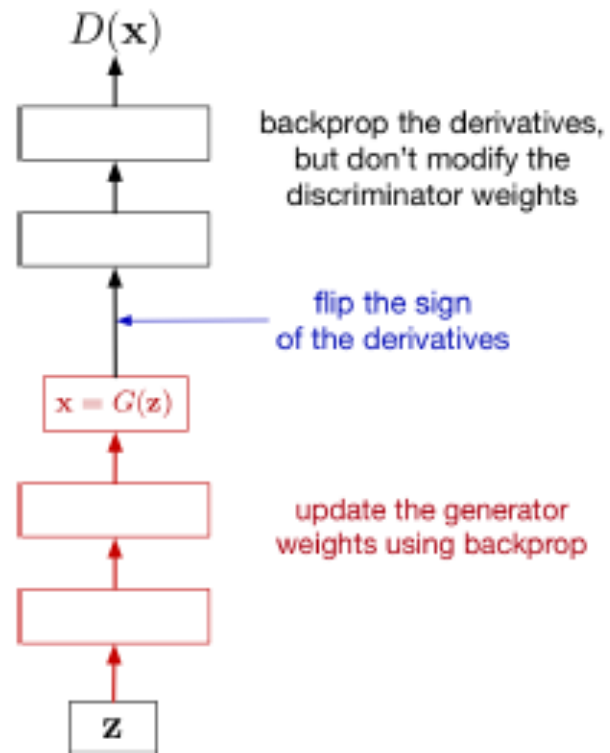 D(x)
backprop the derivatives,
but don't modify the
discriminator weights
flip the sign
of the derivatives
x = G(z)
update the generator
weights using backprop
z